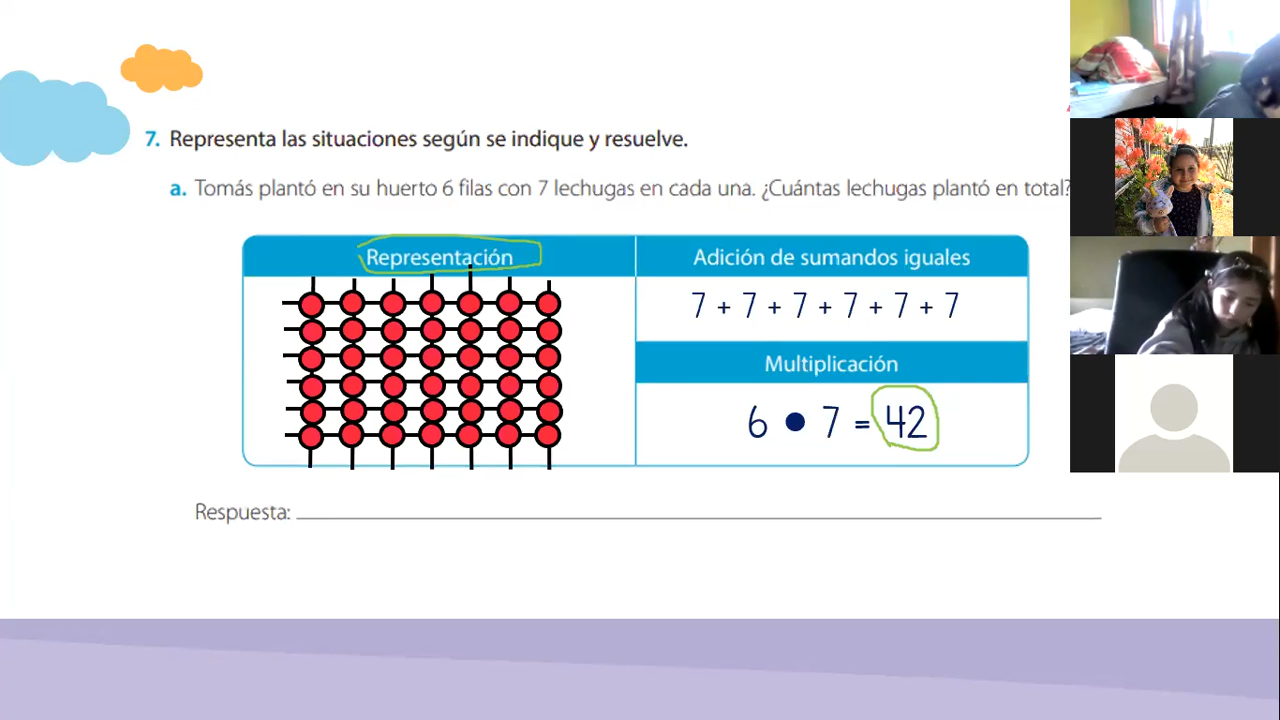 7. Representa las situaciones según se indique y resuelve.
a. Tomás plantó en su huerto 6 filas con 7 lechugas en cada una. ¿Cuántas lechugas plantó en total?
Representación
Adición de sumandos iguales
7 + 7 + 7 + 7 + 7 + 7
Multiplicación
6 • 7 = 42
Respuesta: